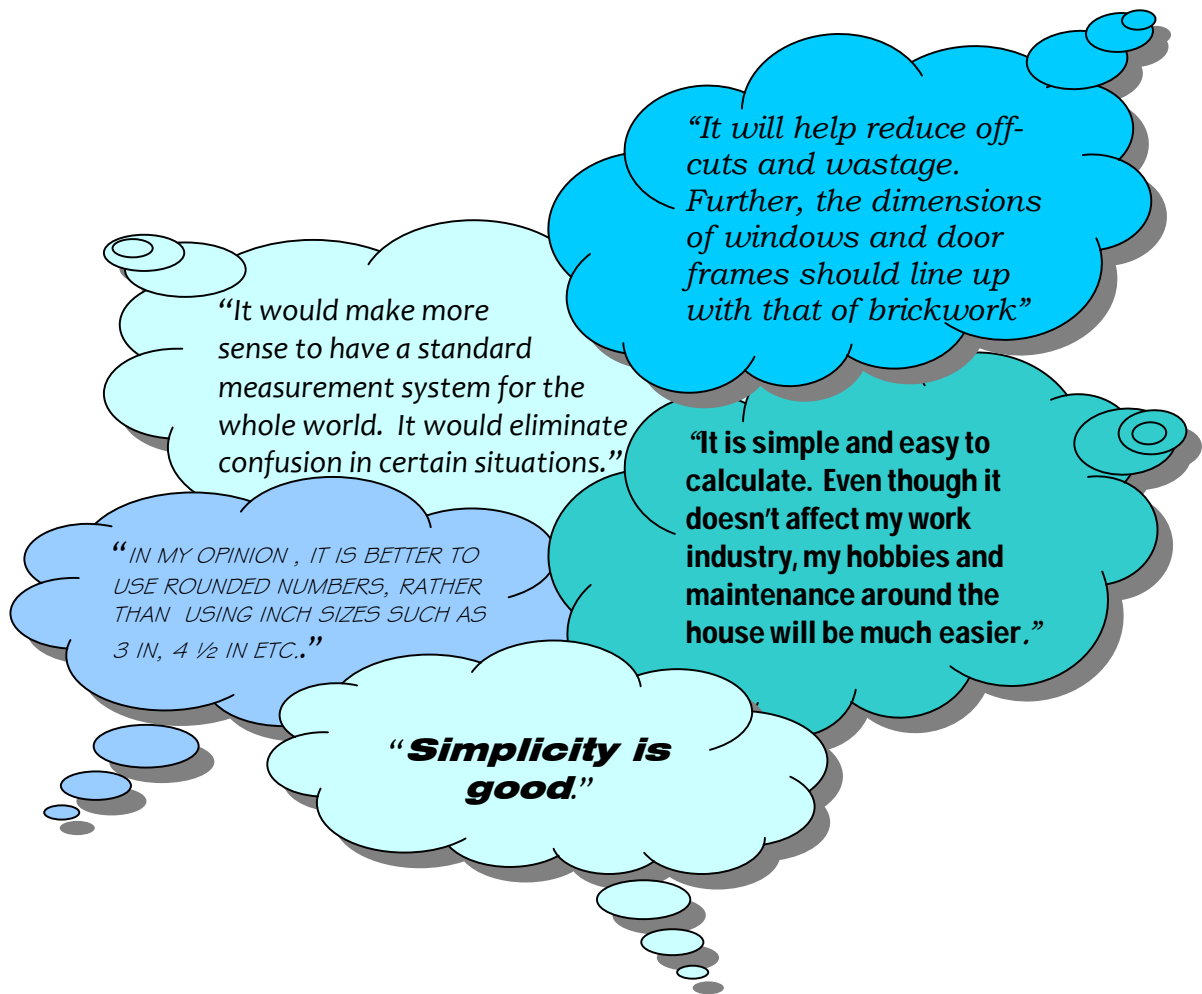 “It will help reduce off-
cuts and wastage.
Further, the dimensions
of windows and door
frames should line up
with that of brickwork”
“It would make more
sense to have a standard
measurement system for the
whole world.  It would eliminate
confusion in certain situations.”
“It is simple and easy to
calculate.  Even though it
doesn’t affect my work
industry, my hobbies and
maintenance around the
house will be much easier.”
“IN MY OPINION , IT IS BETTER TO
USE ROUNDED NUMBERS, RATHER
THAN  USING INCH SIZES SUCH AS
3 IN, 4 ½ IN ETC..”
“Simplicity is
good.”